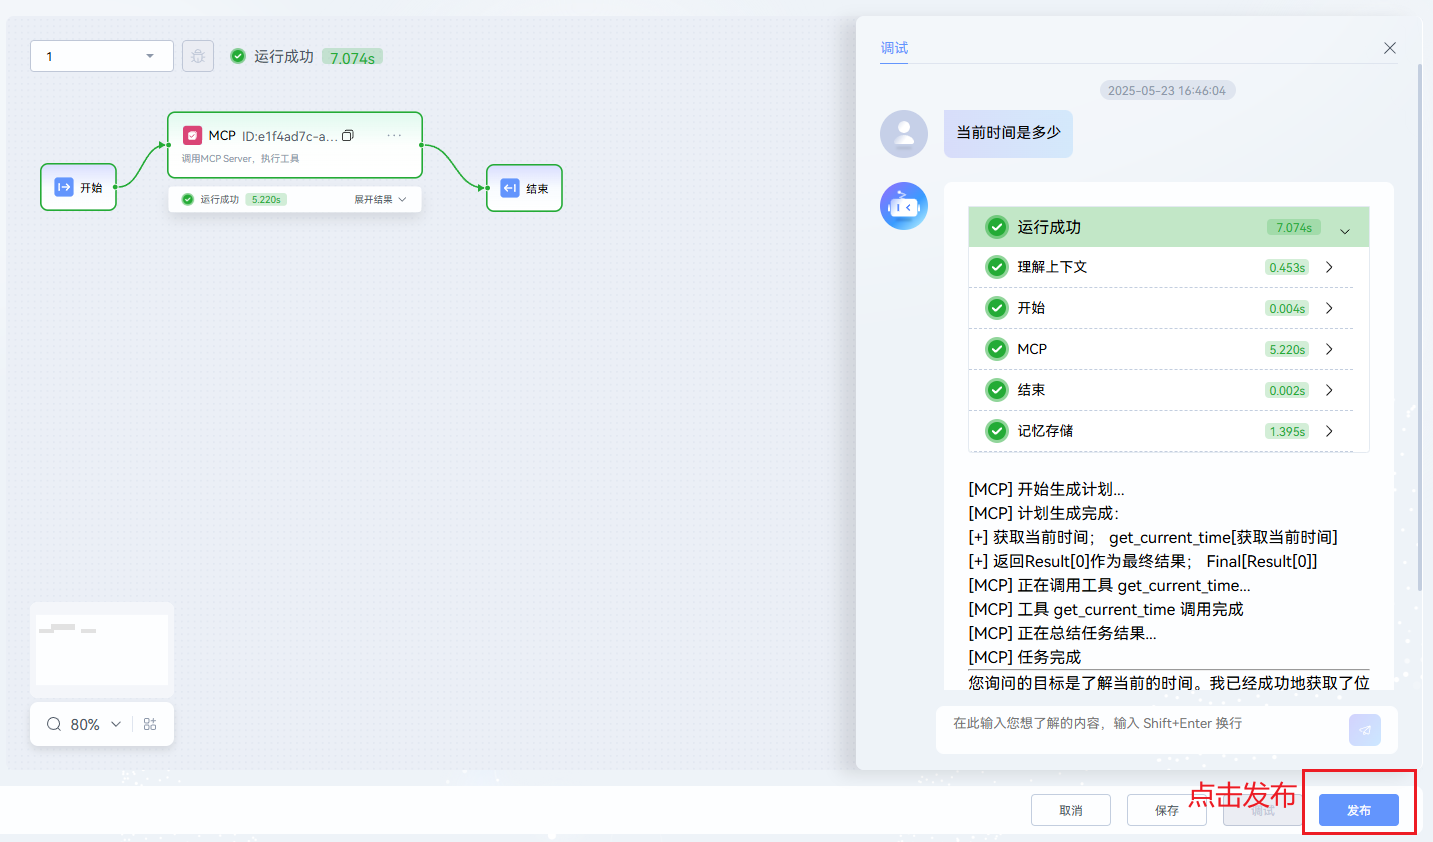 1
运行成功 7.074s
开始
MCP ID:e1f4ad7c-a... ···
调用MCP Server，执行工具
运行成功 5.220s 展开结果
结束
80%
调试
2025-05-23 16:46:04
当前时间是多少
运行成功 7.074s
理解上下文 0.453s
开始 0.004s
MCP 5.220s
结束 0.002s
记忆存储 1.395s
[MCP] 开始生成计划...
[MCP] 计划生成完成：
[+] 获取当前时间； get_current_time[获取当前时间]
[+] 返回Result[0]作为最终结果； Final[Result[0]]
[MCP] 正在调用工具 get_current_time...
[MCP] 工具 get_current_time 调用完成
[MCP] 正在总结任务结果...
[MCP] 任务完成
您询问的目标是了解当前的时间。我已经成功地获取了位
在此输入您想了解的内容，输入 Shift+Enter 换行
点击发布
取消 保存 调试 发布